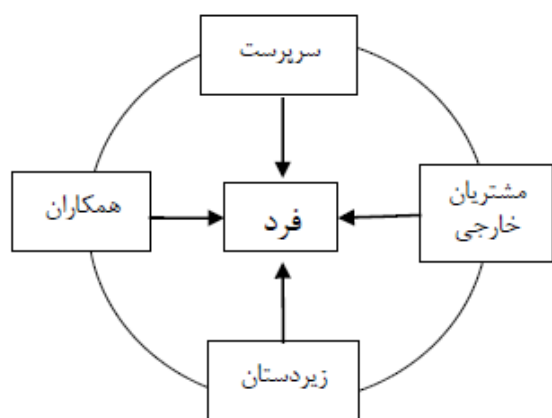 سرپرست
مشتریان
خارجی
فرد
همکاران
زیردستان